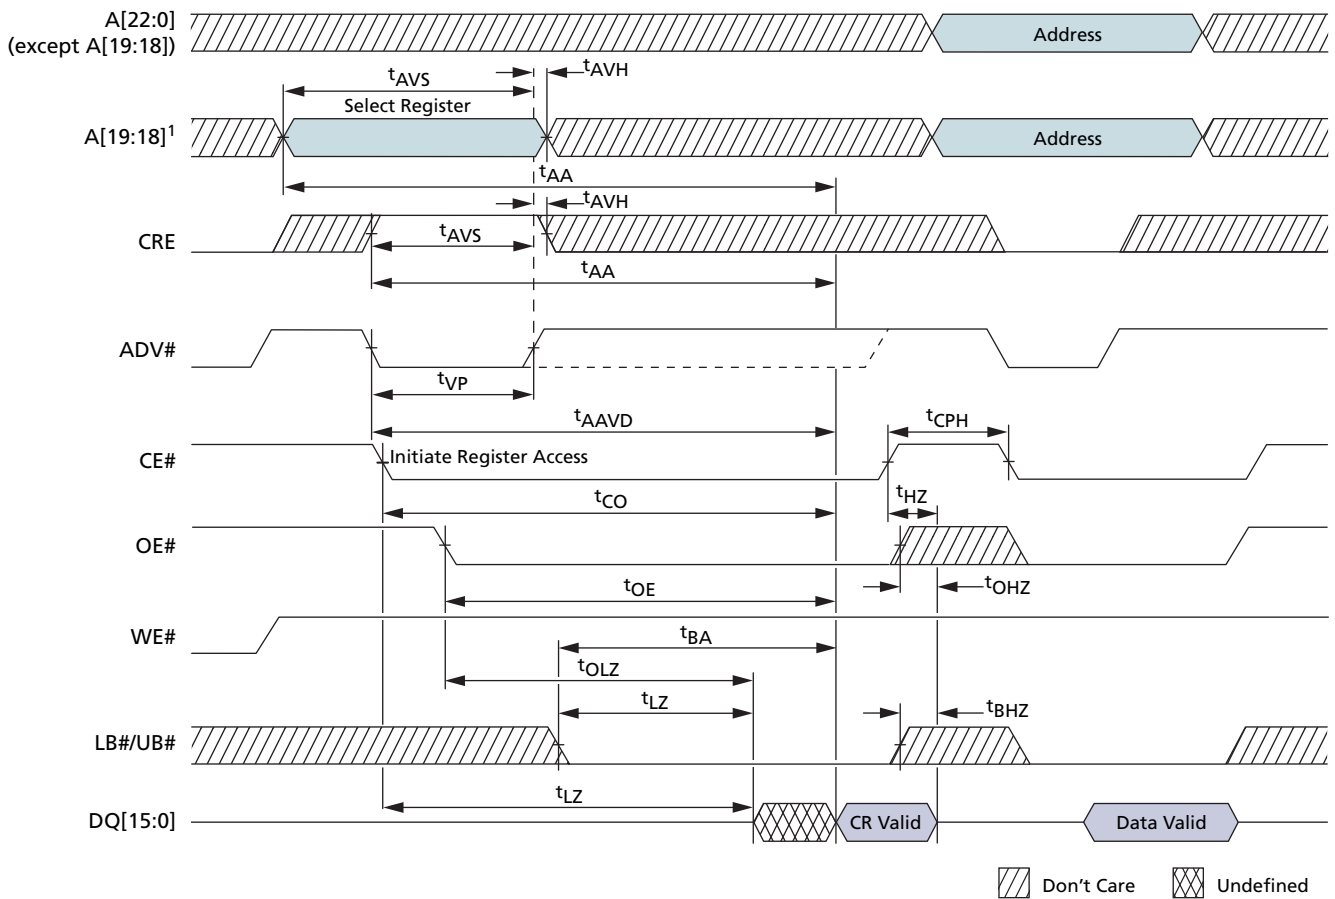 A[22:0]
(except A[19:18])
Address
tAVS
tAVH
Select Register
A[19:18]1
Address
tAA
tAVH
CRE
tAVS
tAA
ADV#
tVP
tAAVD
tCPH
CE#
Initiate Register Access
tCO
tHZ
OE#
tOE
tOHZ
WE#
tBA
tOLZ
tLZ
tBHZ
LB#/UB#
tLZ
DQ[15:0]
CR Valid
Data Valid
Don't Care
Undefined